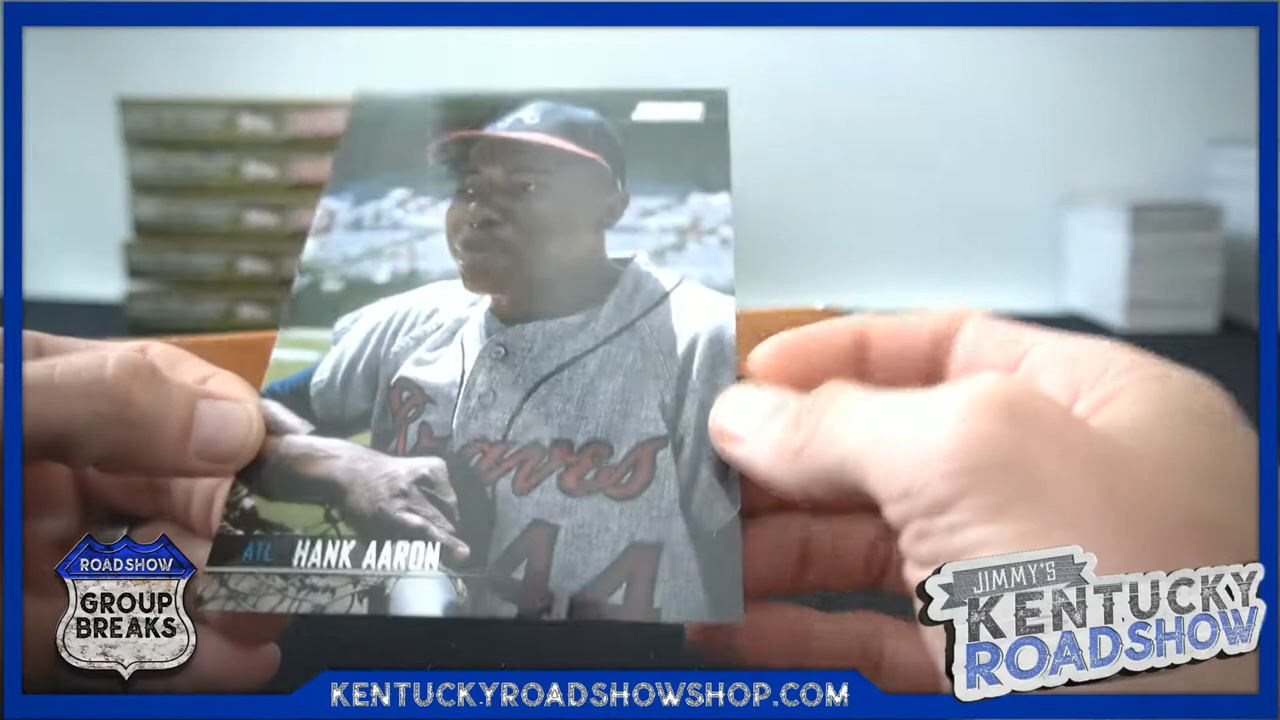 Braves
44
ATL HANK AARON
ROADSHOW
GROUP
BREAKS
JIMMY'S
KENTUCKY
ROADSHOW
KENTUCKYROADSHOWSHOP.COM